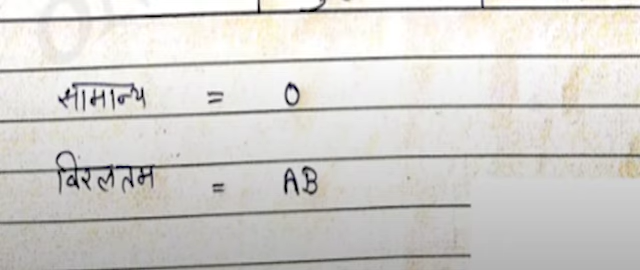 सामान्य = O
विरलतम = AB